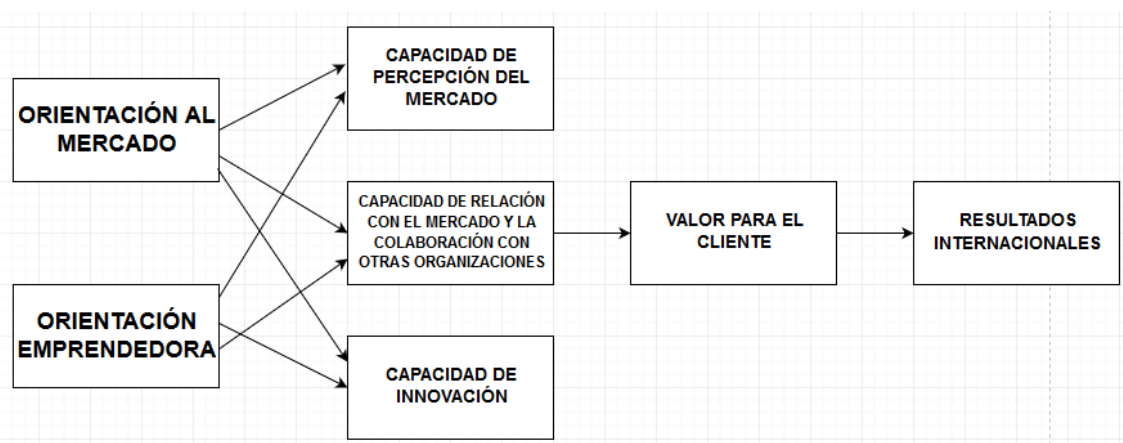 ORIENTACIÓN AL
MERCADO
ORIENTACIÓN
EMPRENDEDORA
CAPACIDAD DE
PERCEPCIÓN DEL
MERCADO
CAPACIDAD DE RELACIÓN
CON EL MERCADO Y LA
COLABORACIÓN CON
OTRAS ORGANIZACIONES
CAPACIDAD DE
INNOVACIÓN
VALOR PARA EL
CLIENTE
RESULTADOS
INTERNACIONALES